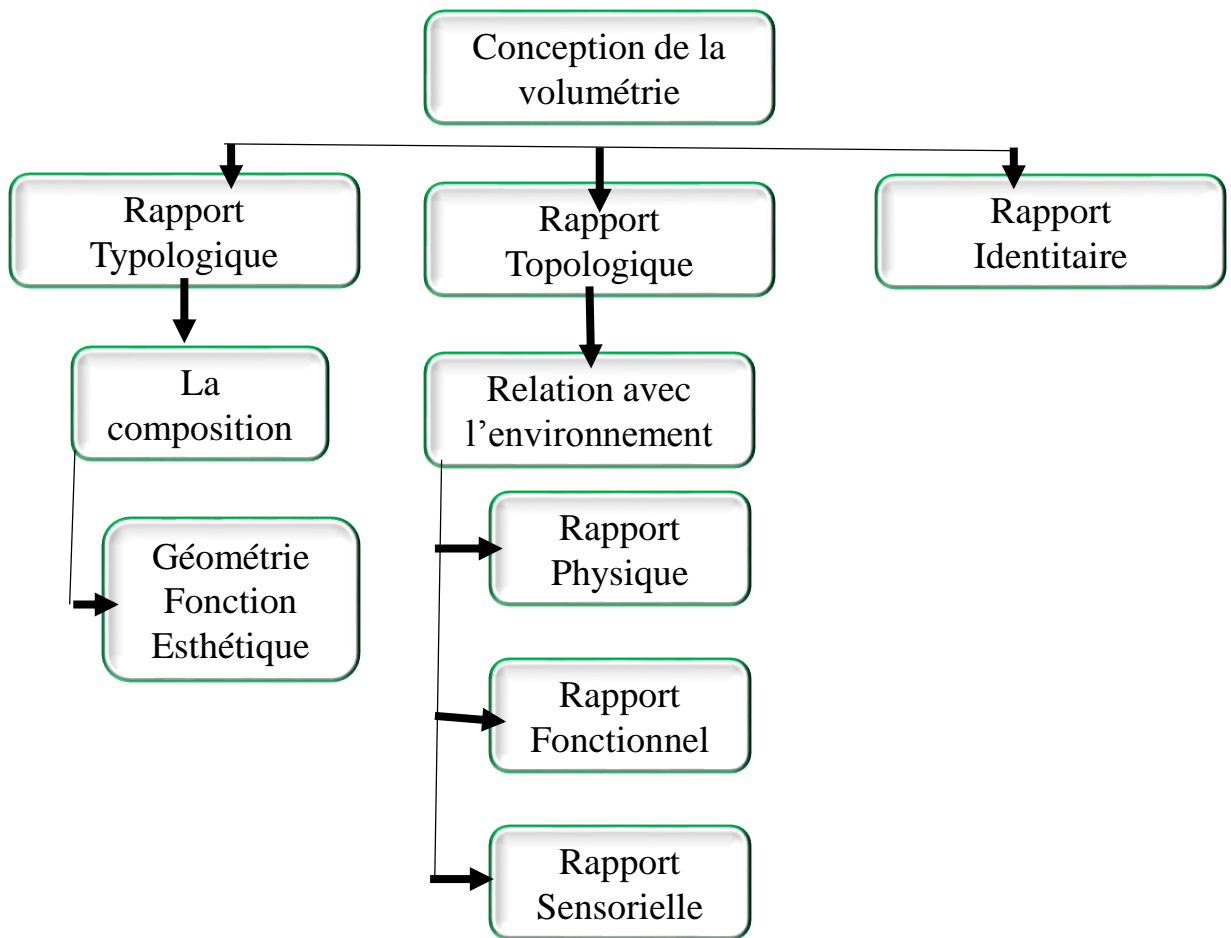 Conception de la
volumétrie
Rapport
Typologique
Rapport
Topologique
Rapport
Identitaire
La
composition
Relation avec
l’environnement
Géométrie
Fonction
Esthétique
Rapport
Physique
Rapport
Fonctionnel
Rapport
Sensorielle